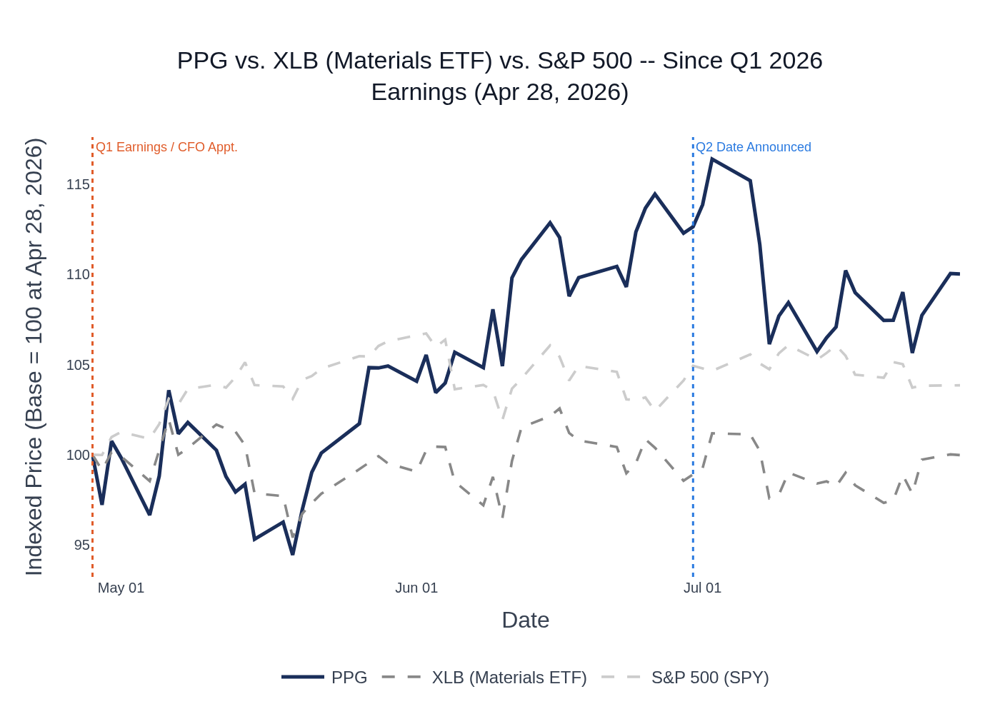 PPG vs. XLB (Materials ETF) vs. S&P 500 -- Since Q1 2026
Earnings (Apr 28, 2026)
Indexed Price (Base = 100 at Apr 28, 2026)
Q1 Earnings / CFO Appt.
Q2 Date Announced
115
110
105
100
95
May 01
Jun 01
Jul 01
Date
PPG
XLB (Materials ETF)
S&P 500 (SPY)